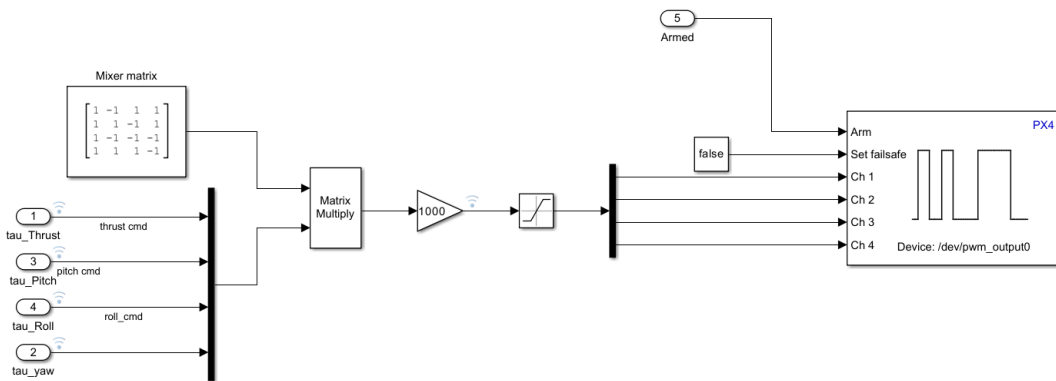 5
Armed
Mixer matrix
1 -1 1 1
1 1 -1 1
1 -1 -1 -1
1 1 1 -1
PX4
Arm
false
Set failsafe
Ch 1
Ch 2
Ch 3
Ch 4
Device: /dev/pwm_output0
Matrix
Multiply
1000
1
thrust cmd
tau_Thrust
3
pitch cmd
tau_Pitch
4
roll_cmd
tau_Roll
2
tau_yaw